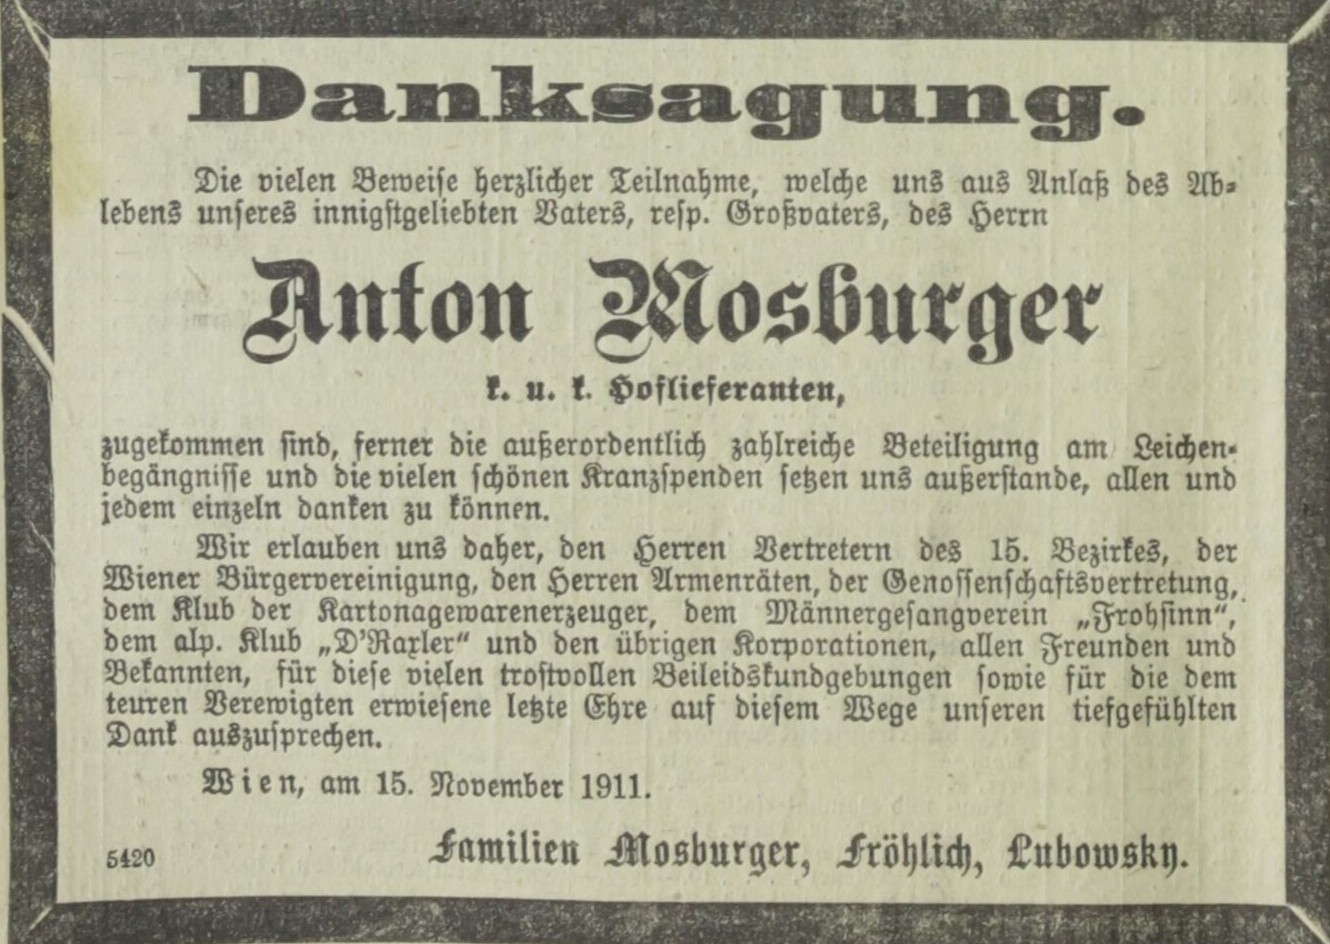 Danksagung.
Die vielen Beweise herzlicher Teilnahme, welche uns aus Anlaß des Ab-
lebens unseres innigstgeliebten Vaters, resp. Großvaters, des Herrn
Anton Mosburger
k. u. k. Hoflieferanten,
zugekommen sind, ferner die außerordentlich zahlreiche Beteiligung am Leichen-
begängnisse und die vielen schönen Kranzspenden setzen uns außerstande, allen und
jedem einzeln danken zu können.
Wir erlauben uns daher, den Herren Vertretern des 15. Bezirkes, der
Wiener Bürgervereinigung, den Herren Armenräten, der Genossenschaftsvertretung,
dem Klub der Kartonagewarenerzeuger, dem Männergesangverein „Frohsinn“,
dem alp. Klub „D'Raxler“ und den übrigen Korporationen, allen Freunden und
Bekannten, für diese vielen trostvollen Beileidskundgebungen sowie für die dem
teuren Verewigten erwiesene letzte Ehre auf diesem Wege unseren tiefgefühlten
Dank auszusprechen.
Wien, am 15. November 1911.
Familien Mosburger, Fröhlich, Lubowsky.
5420